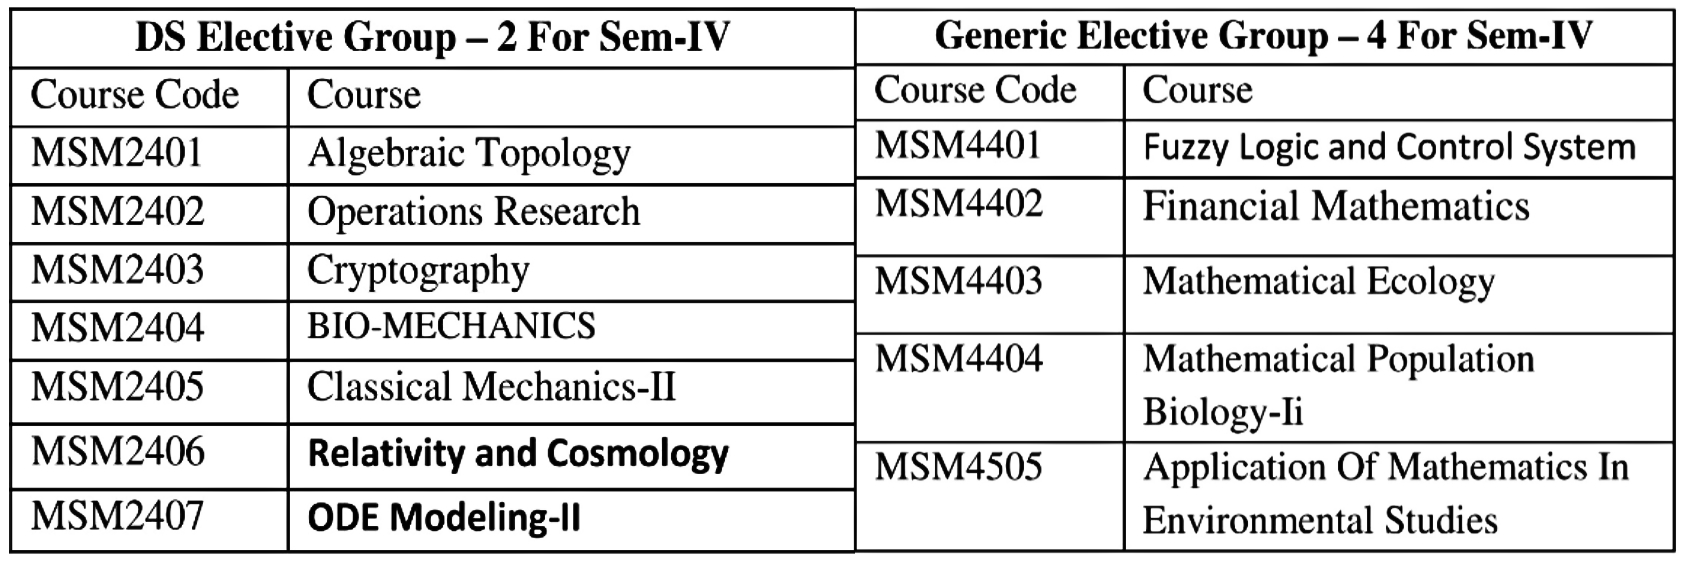 DS Elective Group – 2 For Sem-IV
Course Code Course
MSM2401 Algebraic Topology
MSM2402 Operations Research
MSM2403 Cryptography
MSM2404 BIO-MECHANICS
MSM2405 Classical Mechanics-II
MSM2406 Relativity and Cosmology
MSM2407 ODE Modeling-II
Generic Elective Group – 4 For Sem-IV
Course Code Course
MSM4401 Fuzzy Logic and Control System
MSM4402 Financial Mathematics
MSM4403 Mathematical Ecology
MSM4404 Mathematical Population
Biology-Ii
MSM4505 Application Of Mathematics In
Environmental Studies